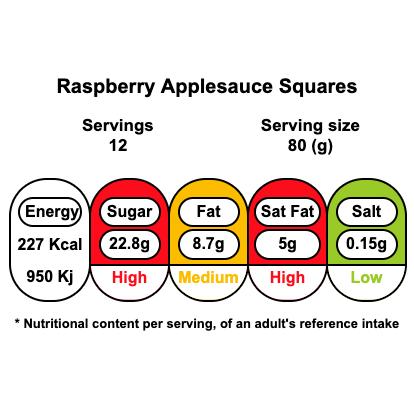 Raspberry Applesauce Squares
Servings
12
Serving size
80 (g)
Energy
227 Kcal
950 Kj
Sugar
22.8g
High
Fat
8.7g
Medium
Sat Fat
5g
High
Salt
0.15g
Low
* Nutritional content per serving, of an adult's reference intake